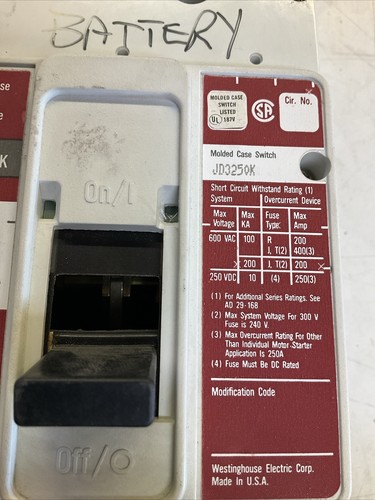 BATTERY
se
e
K
On/I
Off/O
MOLDED CASE
SWITCH
LISTED
UL 187V
SA
Cir. No.
Molded Case Switch
JD3250K
Short Circuit Withstand Rating (1)
System Overcurrent Device
Max Voltage Max KA Fuse Type: Max Amp
600 VAC 100 R 200
J, T(2) 400(3)
200 J, T(2) 200
250 VDC 10 (4) 250(3)
(1) For Additional Series Ratings. See
AD 29-168
(2) Max System Voltage For 300 V
Fuse is 240 V.
(3) Max Overcurrent Rating For Other
Than Individual Motor-Starter
Application Is 250A
(4) Fuse Must Be DC Rated
Modification Code
Westinghouse Electric Corp.
Made In U.S.A.